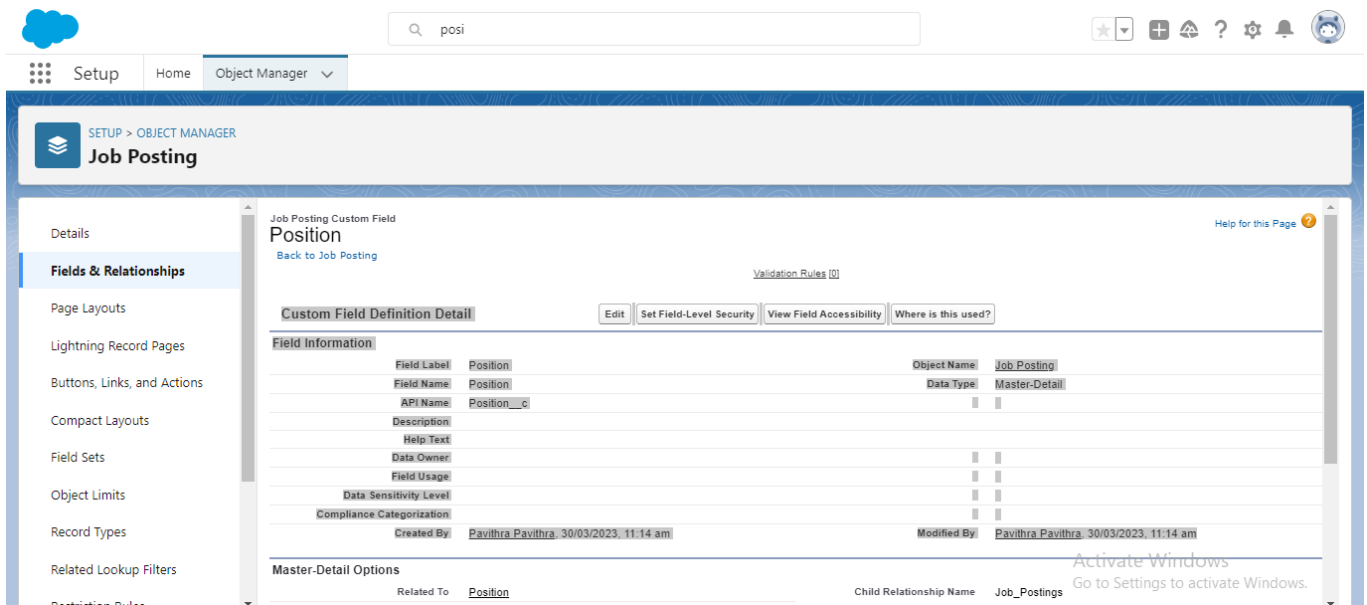 posi
Setup Home Object Manager
SETUP > OBJECT MANAGER
Job Posting
Details
Fields & Relationships
Page Layouts
Lightning Record Pages
Buttons, Links, and Actions
Compact Layouts
Field Sets
Object Limits
Record Types
Related Lookup Filters
Restriction Rules
Job Posting Custom Field
Position
Back to Job Posting
Help for this Page ?
Validation Rules [0]
Custom Field Definition Detail Edit Set Field-Level Security View Field Accessibility Where is this used?
Field Information
Field Label Position Object Name Job Posting
Field Name Position Data Type Master-Detail
API Name Position__c
Description
Help Text
Data Owner
Field Usage
Data Sensitivity Level
Compliance Categorization
Created By Pavithra Pavithra, 30/03/2023, 11:14 am Modified By Pavithra Pavithra, 30/03/2023, 11:14 am
Master-Detail Options
Related To Position Child Relationship Name Job_Postings
Activate Windows
Go to Settings to activate Windows.